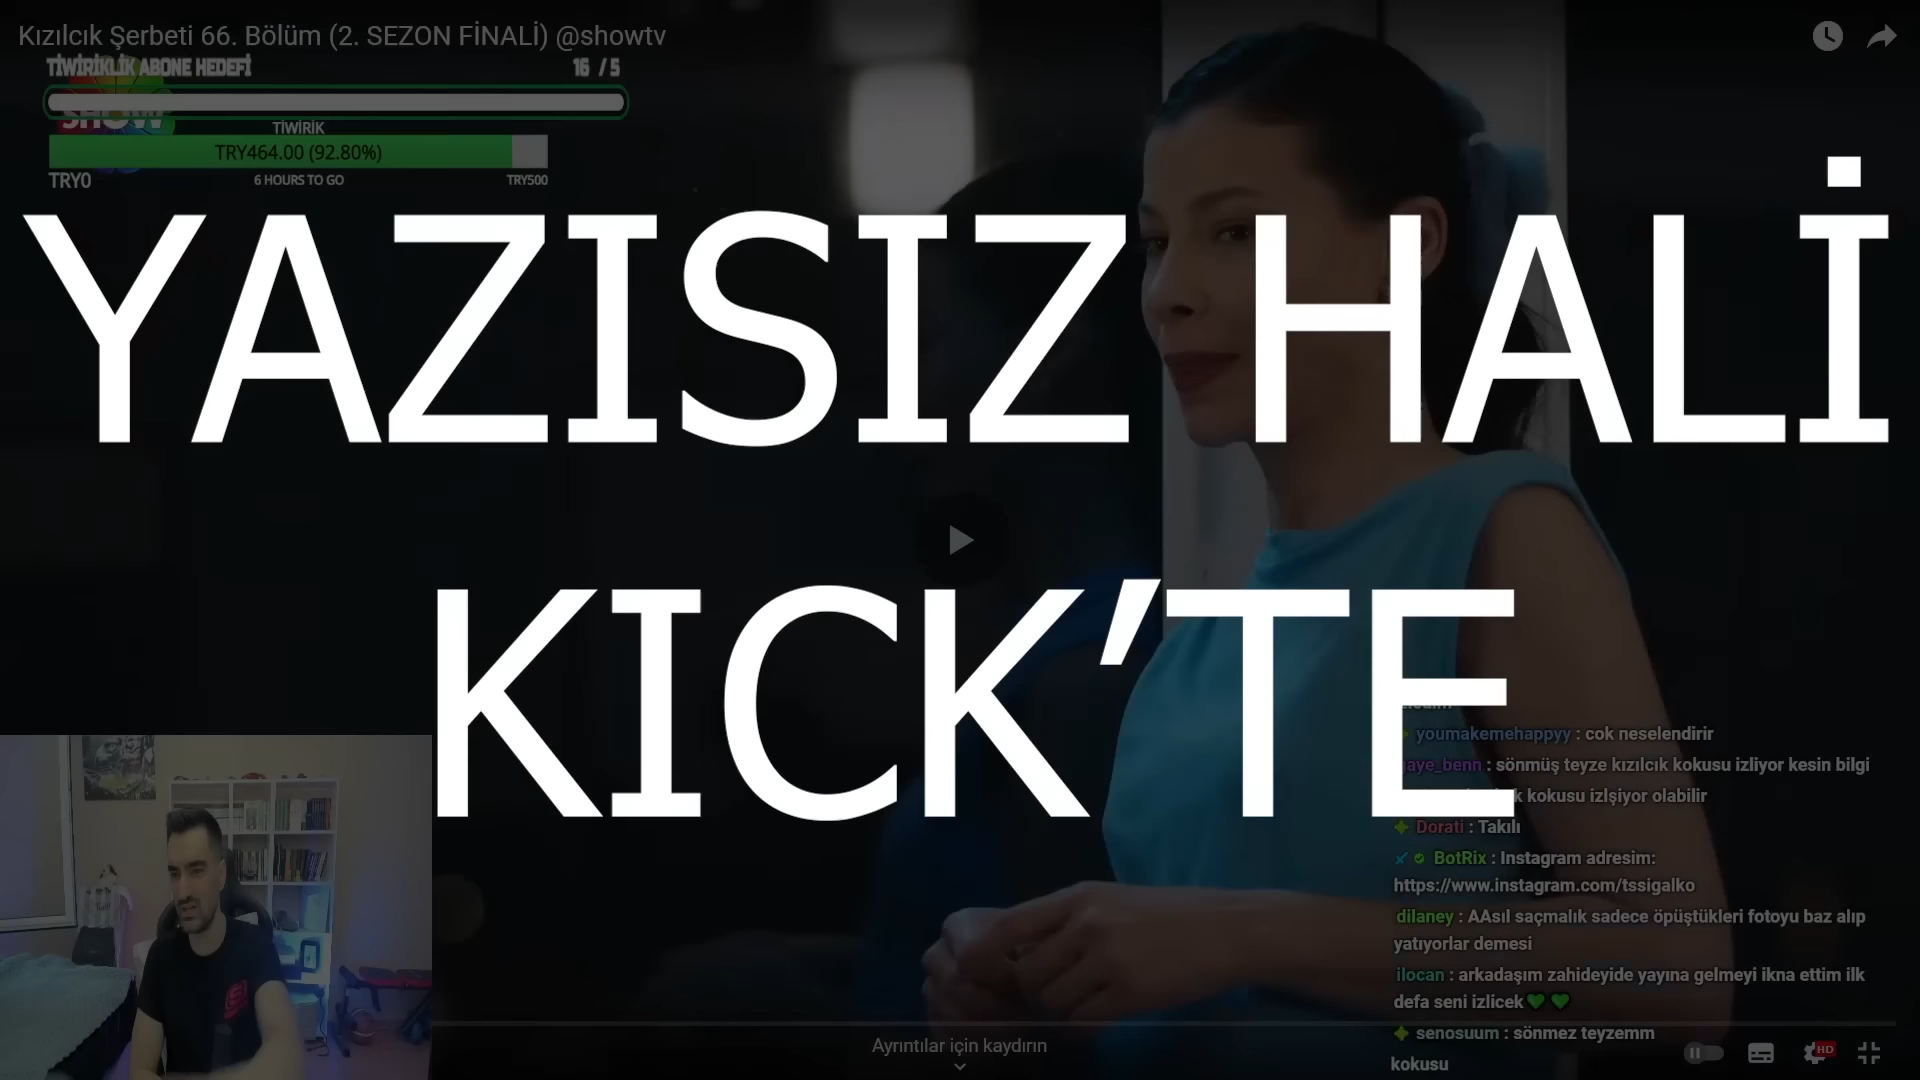 Kızılcık Şerbeti 66. Bölüm (2. SEZON FİNALİ) @showtv
TİWİRİKLİK ABONE HEDEFİ 16 / 5
SHOW
TİWİRİK
TRY464.00 (92.80%)
TRY0 6 HOURS TO GO TRY500
YAZISIZ HALİ
KICK’TE
youmakemehappyy : cok neselendirir
gaye_benn : sönmüş teyze kızılcık kokusu izliyor kesin bilgi
kokusu izlşiyor olabilir
Dorati : Takılı
BotRix : Instagram adresim:
https://www.instagram.com/tssigalko
dilaney : AAsıl saçmalık sadece öpüştükleri fotoyu baz alıp
yatıyorlar demesi
ilocan : arkadaşım zahideyide yayına gelmeyi ikna ettim ilk
defa seni izlicek
senosuum : sönmez teyzemm
kokusu
Ayrıntılar için kaydırın
HD